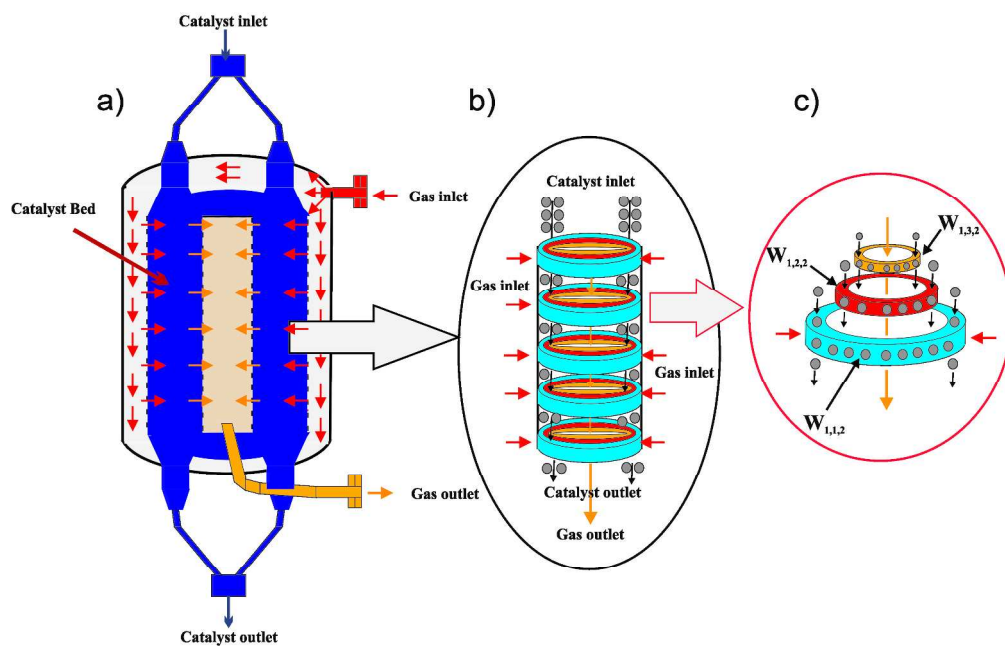 Catalyst inlet
a)
b)
c)
Gas inlet
Catalyst Bed
Gas outlet
Catalyst outlet
Catalyst inlet
Gas inlet
Gas inlet
Catalyst outlet
Gas outlet
W1,3,2
W1,2,2
W1,1,2